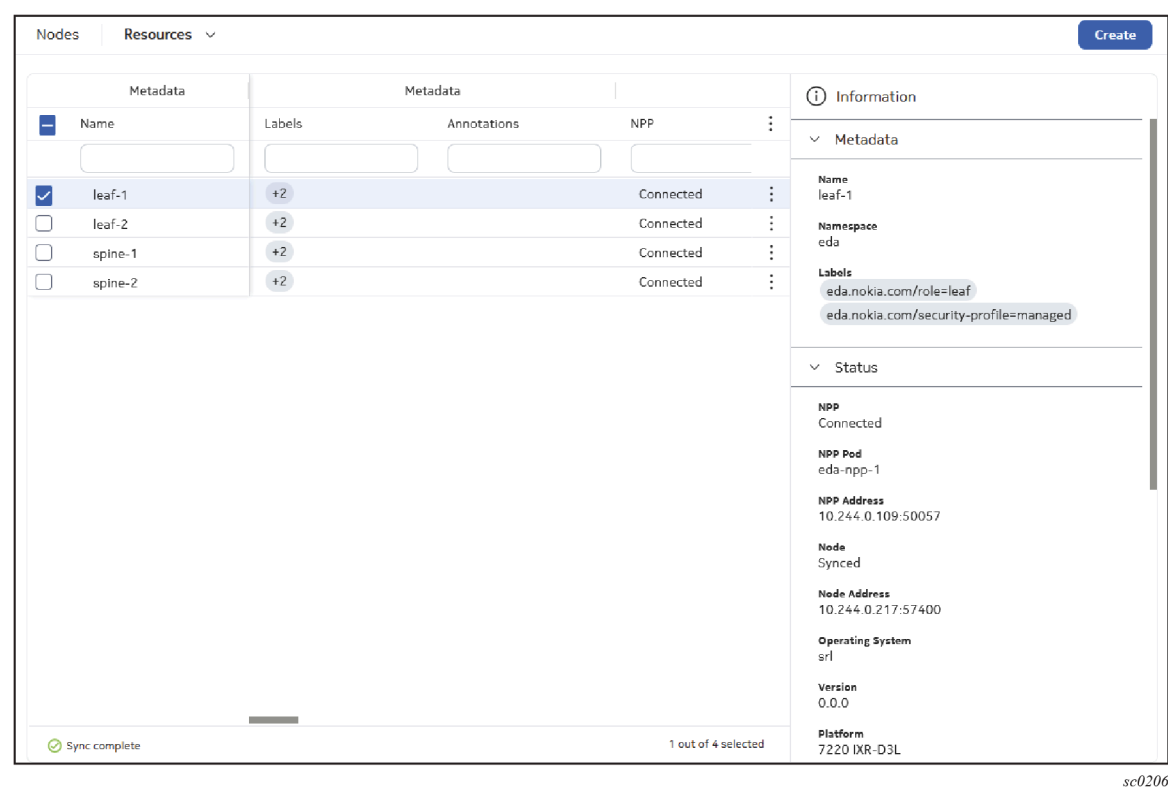 Nodes Resources Create
Metadata Metadata
Name Labels Annotations NPP
leaf-1 +2 Connected
leaf-2 +2 Connected
spine-1 +2 Connected
spine-2 +2 Connected
Sync complete 1 out of 4 selected
Information
Metadata
Name
leaf-1
Namespace
eda
Labels
eda.nokia.com/role=leaf
eda.nokia.com/security-profile=managed
Status
NPP
Connected
NPP Pod
eda-npp-1
NPP Address
10.244.0.109:50057
Node
Synced
Node Address
10.244.0.217:57400
Operating System
srl
Version
0.0.0
Platform
7220 IXR-D3L
sc0206